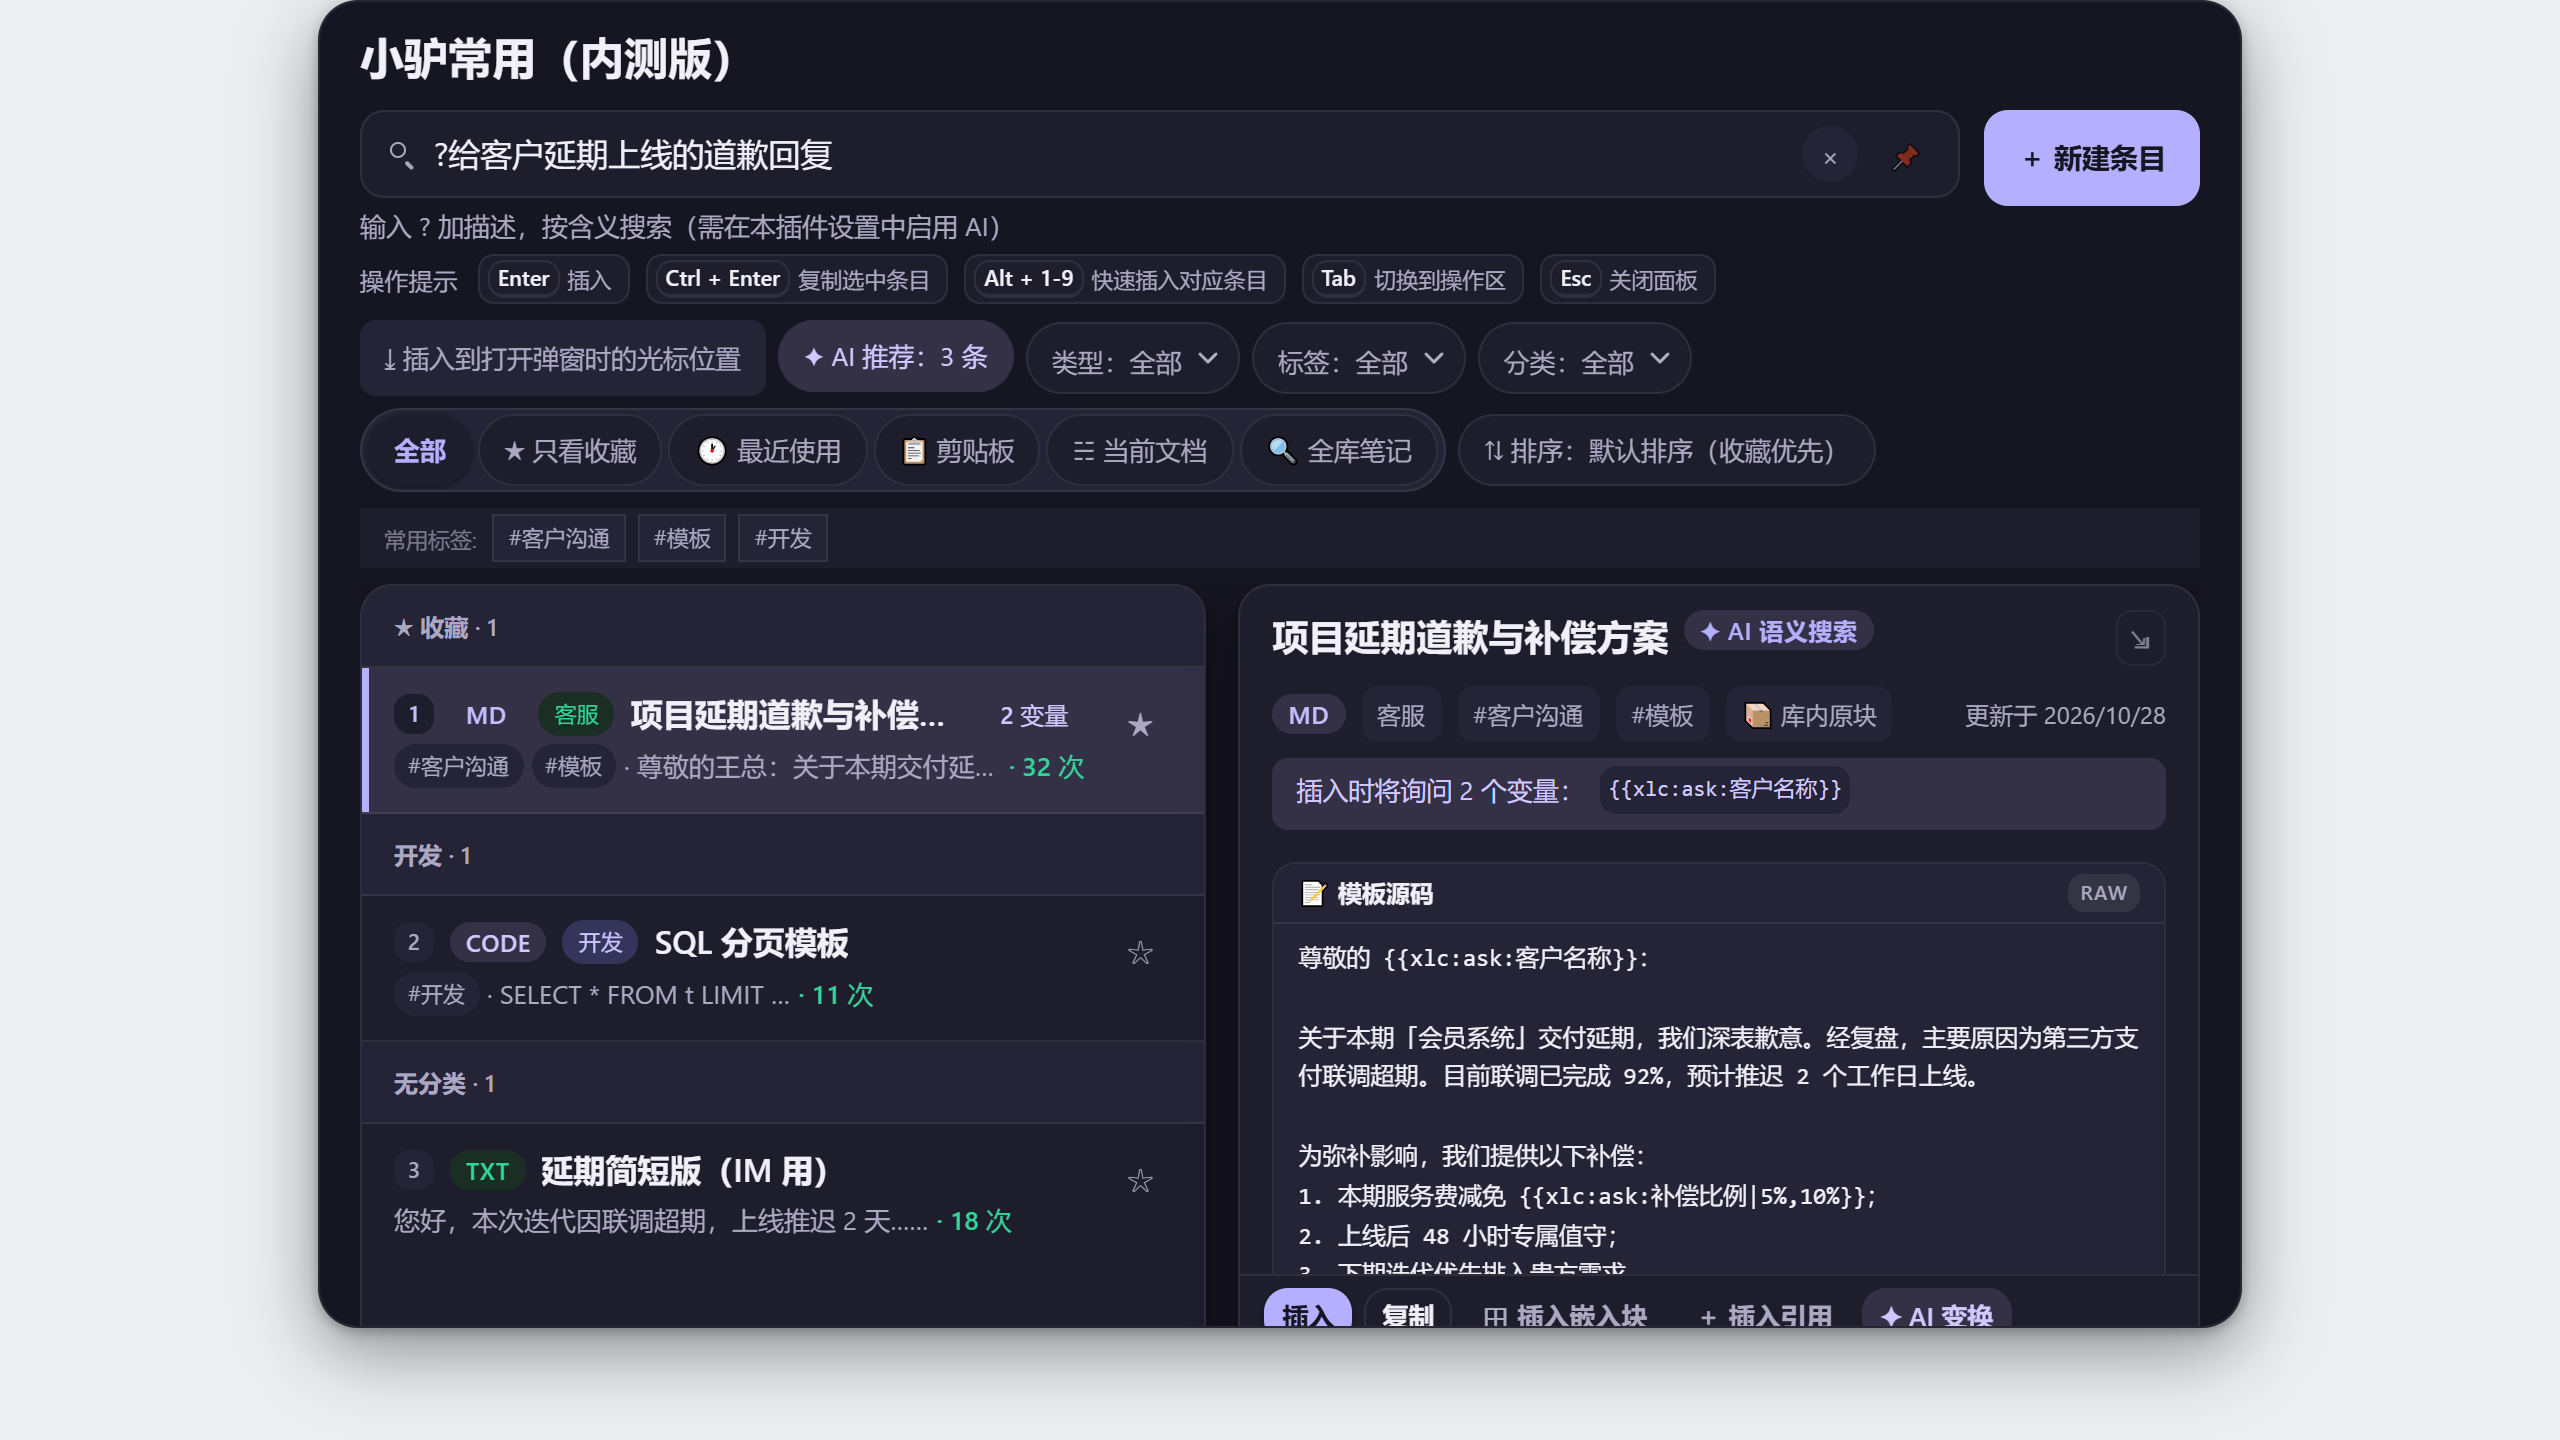 小驴常用（内测版）
?给客户延期上线的道歉回复
×
+ 新建条目
输入 ? 加描述，按含义搜索（需在本插件设置中启用 AI）
操作提示 Enter 插入 Ctrl + Enter 复制选中条目 Alt + 1-9 快速插入对应条目 Tab 切换到操作区 Esc 关闭面板
⤓ 插入到打开弹窗时的光标位置 ✦ AI 推荐：3 条 类型：全部 标签：全部 分类：全部
全部 ★ 只看收藏 🕐 最近使用 📋 剪贴板 ☵ 当前文档 🔍 全库笔记 ⇅ 排序：默认排序（收藏优先）
常用标签: #客户沟通 #模板 #开发
★ 收藏 · 1
1 MD 客服 项目延期道歉与补偿... 2 变量 ★
#客户沟通 #模板 · 尊敬的王总：关于本期交付延... · 32 次
开发 · 1
2 CODE 开发 SQL 分页模板 ☆
#开发 · SELECT * FROM t LIMIT ... · 11 次
无分类 · 1
3 TXT 延期简短版（IM 用） ☆
您好，本次迭代因联调超期，上线推迟 2 天…… · 18 次
项目延期道歉与补偿方案 ✦ AI 语义搜索
MD 客服 #客户沟通 #模板 📦 库内原块 更新于 2026/10/28
插入时将询问 2 个变量： {{xlc:ask:客户名称}}
📝 模板源码 RAW
尊敬的 {{xlc:ask:客户名称}}：
关于本期「会员系统」交付延期，我们深表歉意。经复盘，主要原因为第三方支
付联调超期。目前联调已完成 92%，预计推迟 2 个工作日上线。
为弥补影响，我们提供以下补偿：
1. 本期服务费减免 {{xlc:ask:补偿比例|5%,10%}}；
2. 上线后 48 小时专属值守；
3. 下期迭代优先排入贵方需求
插入 复制 田 插入嵌入块 + 插入引用 ✦ AI 变换